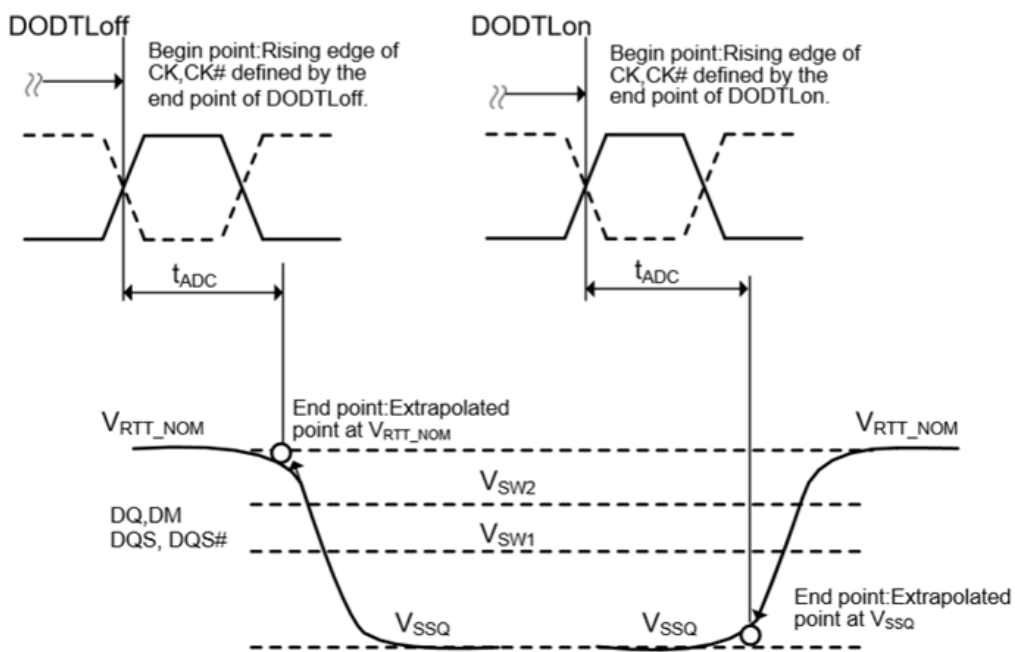 DODTLoff
Begin point:Rising edge of
CK,CK# defined by the
end point of DODTLoff.
DODTLon
Begin point:Rising edge of
CK,CK# defined by the
end point of DODTLon.
tADC
tADC
VRTT_NOM
End point:Extrapolated
point at VRTT_NOM
VRTT_NOM
VSW2
DQ,DM
DQS, DQS#
VSW1
VSSQ
VSSQ
End point:Extrapolated
point at VSSQ